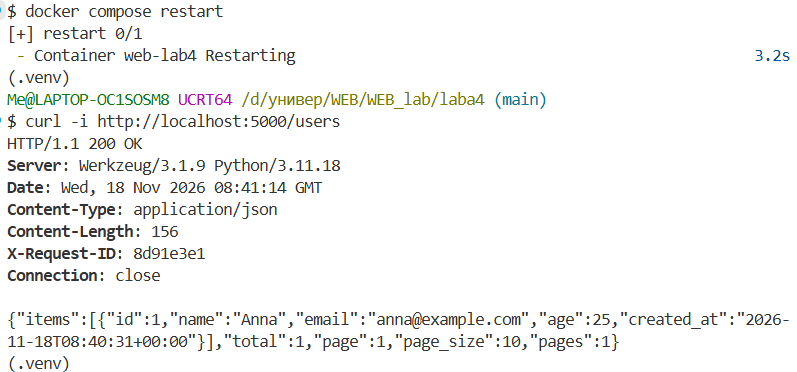 $ docker compose restart
[+] restart 0/1
 - Container web-lab4 Restarting 3.2s
(.venv)
Me@LAPTOP-OC1SOSM8 UCRT64 /d/универ/WEB/WEB_lab/laba4 (main)
$ curl -i http://localhost:5000/users
HTTP/1.1 200 OK
Server: Werkzeug/3.1.9 Python/3.11.18
Date: Wed, 18 Nov 2026 08:41:14 GMT
Content-Type: application/json
Content-Length: 156
X-Request-ID: 8d91e3e1
Connection: close

{"items":[{"id":1,"name":"Anna","email":"anna@example.com","age":25,"created_at":"2026-
11-18T08:40:31+00:00"}],"total":1,"page":1,"page_size":10,"pages":1}
(.venv)